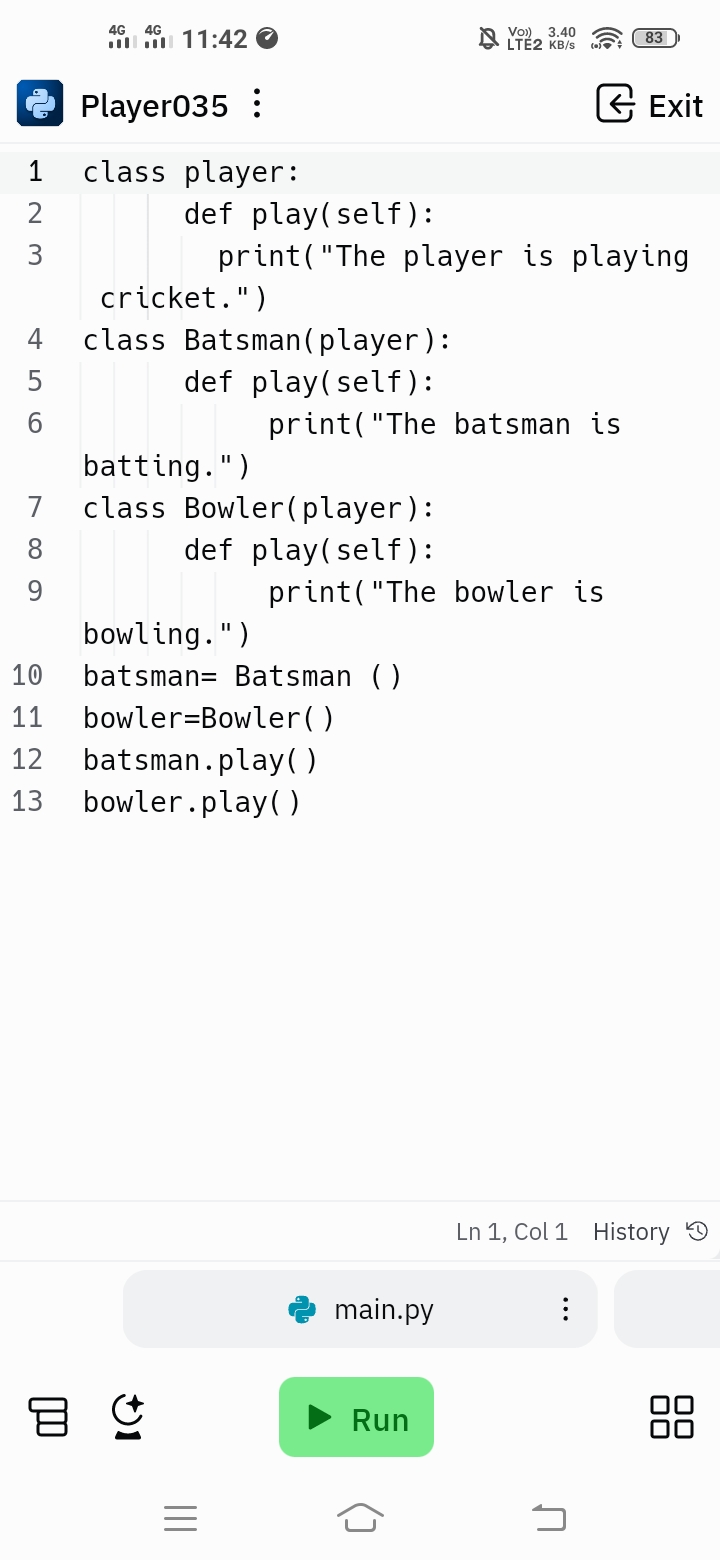 4G 4G 11:42 Vo)) LTE2 3.40 KB/s 83
Player035 Exit
1 class player:
2 def play(self):
3 print("The player is playing
cricket.")
4 class Batsman(player):
5 def play(self):
6 print("The batsman is
batting.")
7 class Bowler(player):
8 def play(self):
9 print("The bowler is
bowling.")
10 batsman= Batsman ()
11 bowler=Bowler()
12 batsman.play()
13 bowler.play()
Ln 1, Col 1 History
main.py
Run